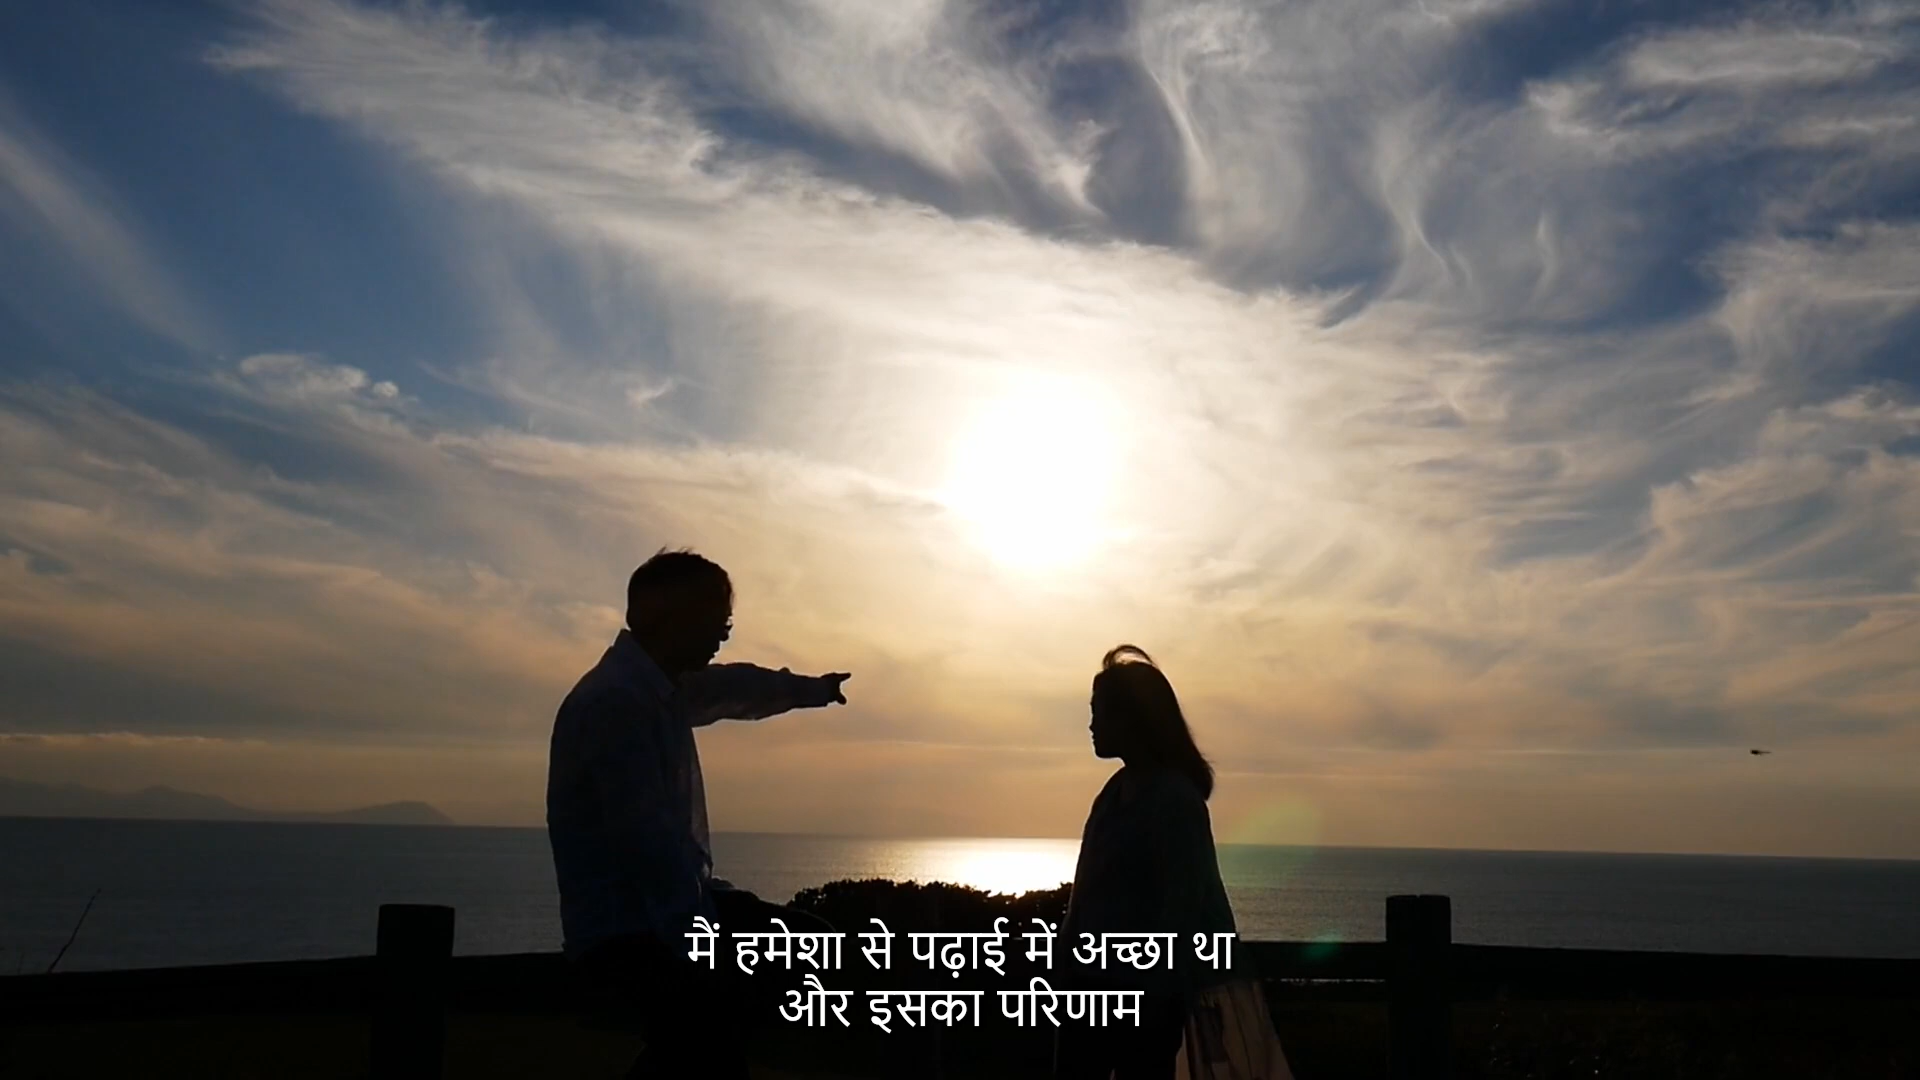 मैं हमेशा से पढ़ाई में अच्छा था
और इसका परिणाम